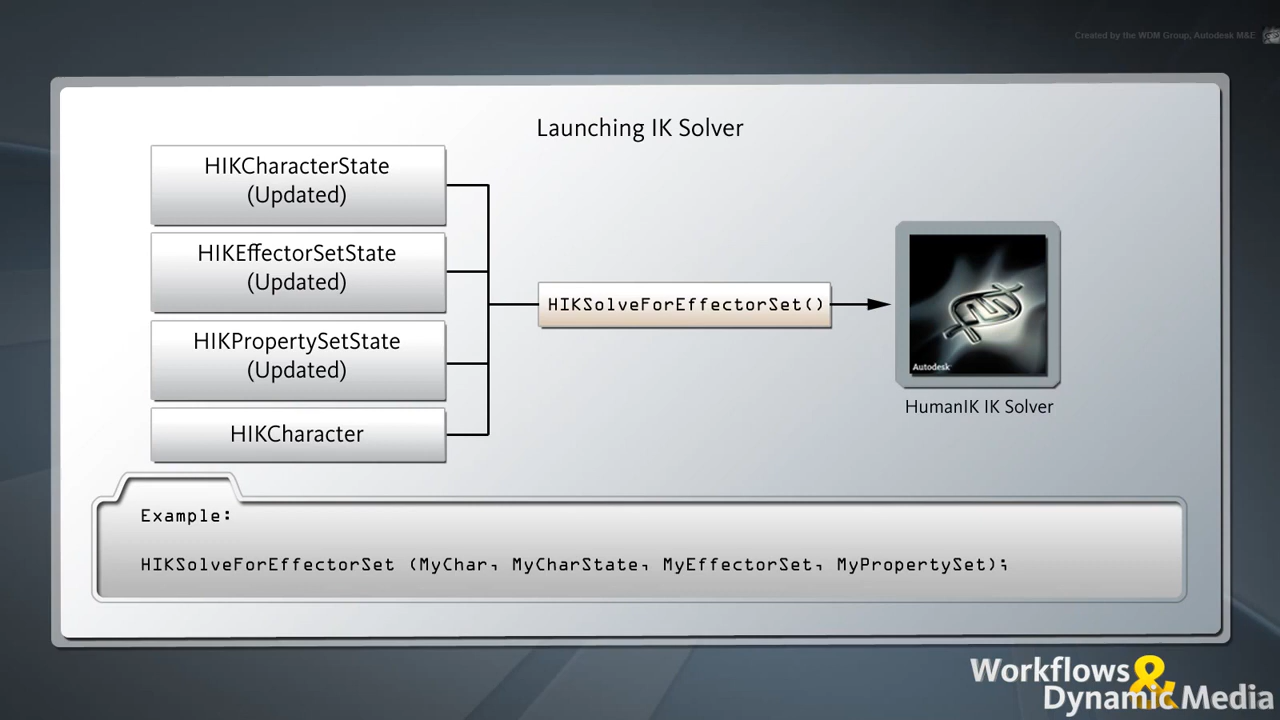 Created by the WDM Group, Autodesk M&E
Launching IK Solver
HIKCharacterState
(Updated)
HIKEffectorSetState
(Updated)
HIKPropertySetState
(Updated)
HIKCharacter
HIKSolveForEffectorSet()
Autodesk
HumanIK IK Solver
Example:
HIKSolveForEffectorSet (MyChar, MyCharState, MyEffectorSet, MyPropertySet);
Workflows &
Dynamic Media